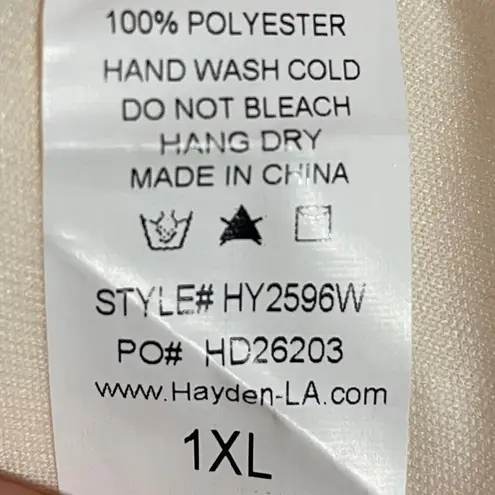 100% POLYESTER
HAND WASH COLD
DO NOT BLEACH
HANG DRY
MADE IN CHINA
STYLE# HY2596W
PO# HD26203
www.Hayden-LA.com
1XL